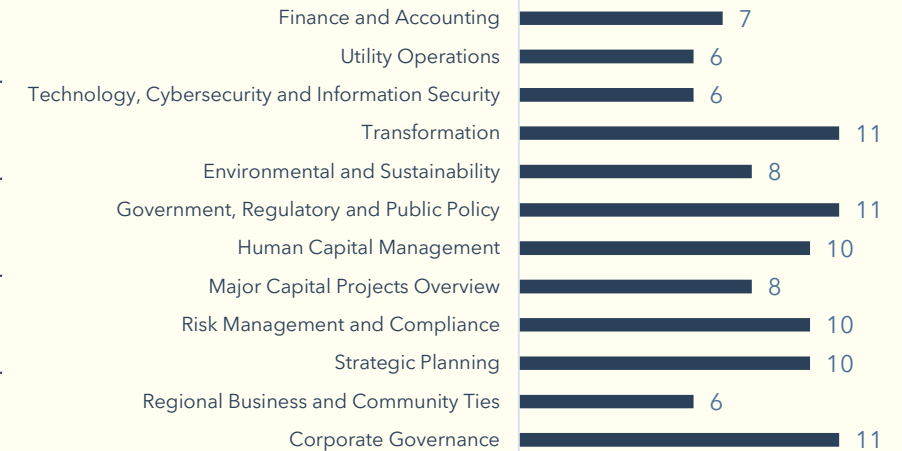 Finance and Accounting 7
Utility Operations 6
Technology, Cybersecurity and Information Security 6
Transformation 11
Environmental and Sustainability 8
Government, Regulatory and Public Policy 11
Human Capital Management 10
Major Capital Projects Overview 8
Risk Management and Compliance 10
Strategic Planning 10
Regional Business and Community Ties 6
Corporate Governance 11